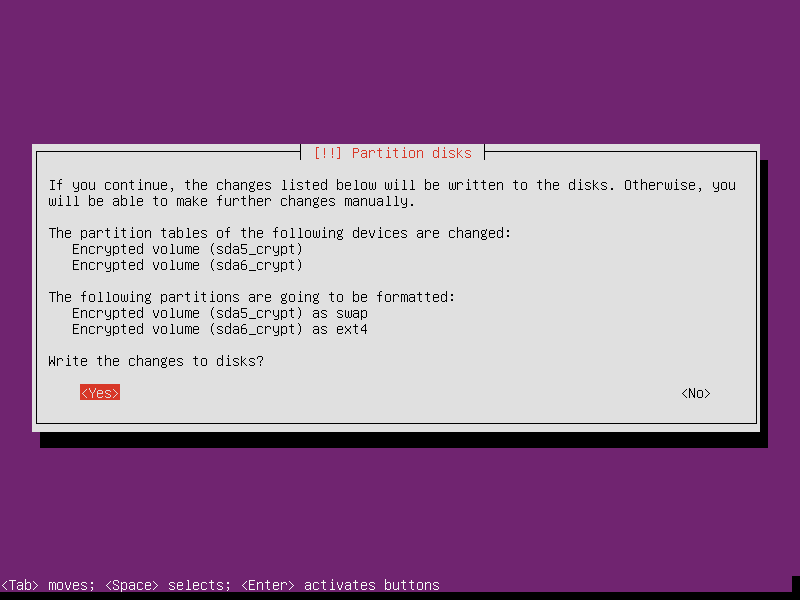 [!!] Partition disks
If you continue, the changes listed below will be written to the disks. Otherwise, you
will be able to make further changes manually.
The partition tables of the following devices are changed:
Encrypted volume (sda5_crypt)
Encrypted volume (sda6_crypt)
The following partitions are going to be formatted:
Encrypted volume (sda5_crypt) as swap
Encrypted volume (sda6_crypt) as ext4
Write the changes to disks?
<Yes> <No>
<Tab> moves; <Space> selects; <Enter> activates buttons